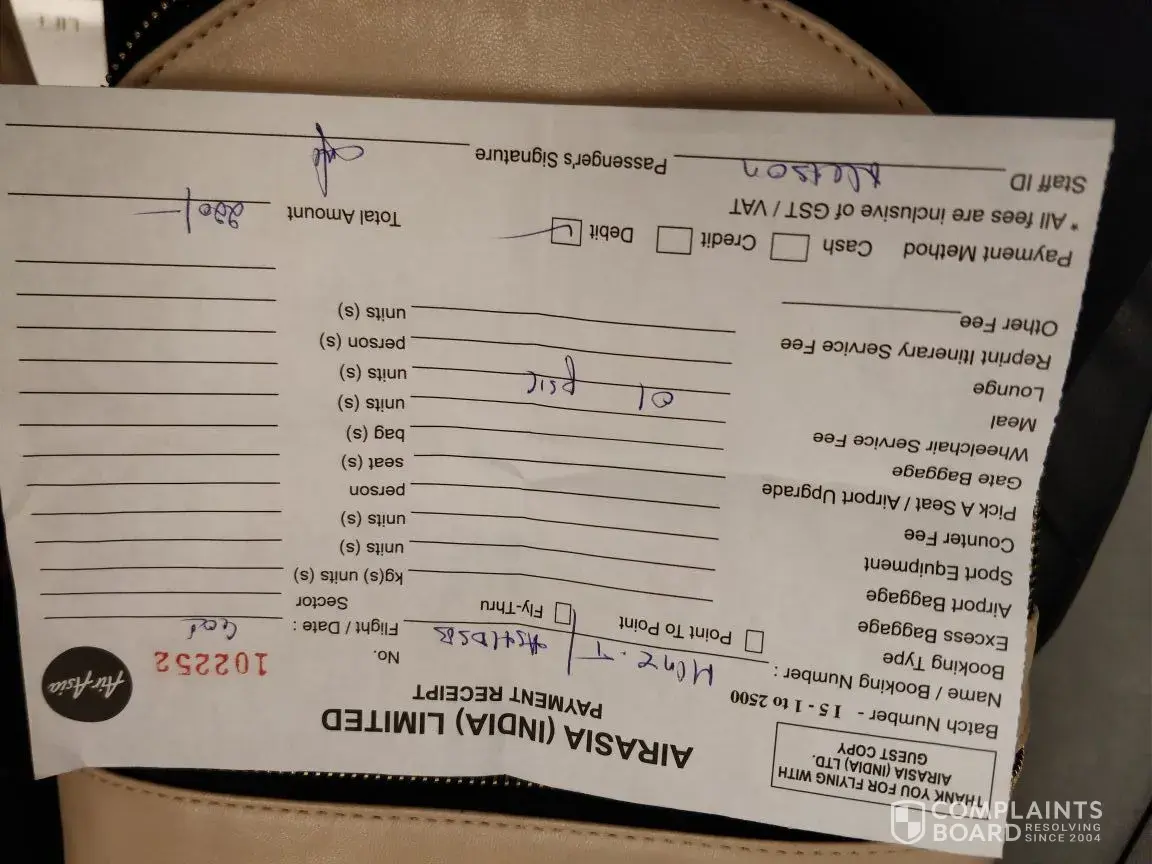 THANK YOU FOR FLYING WITH
AIRASIA (INDIA) LTD.
GUEST COPY
AIRASIA (INDIA) LIMITED
PAYMENT RECEIPT
AirAsia
Batch Number - 15 - 1 to 2500
No. 102252
Name / Booking Number :
Flight / Date :
Booking Type
Point To Point
Fly-Thru
Sector
Excess Baggage kg(s) units (s)
Airport Baggage units (s)
Sport Equipment units (s)
Counter Fee person
Pick A Seat / Airport Upgrade seat (s)
Gate Baggage bag (s)
Wheelchair Service Fee units (s)
Meal 01 units (s)
Lounge person (s)
Reprint Itinerary Service Fee units (s)
Other Fee
Payment Method Cash Credit Debit Total Amount
* All fees are inclusive of GST / VAT
Staff ID Passenger's Signature
COMPLAINTS
BOARD RESOLVING
SINCE 2004